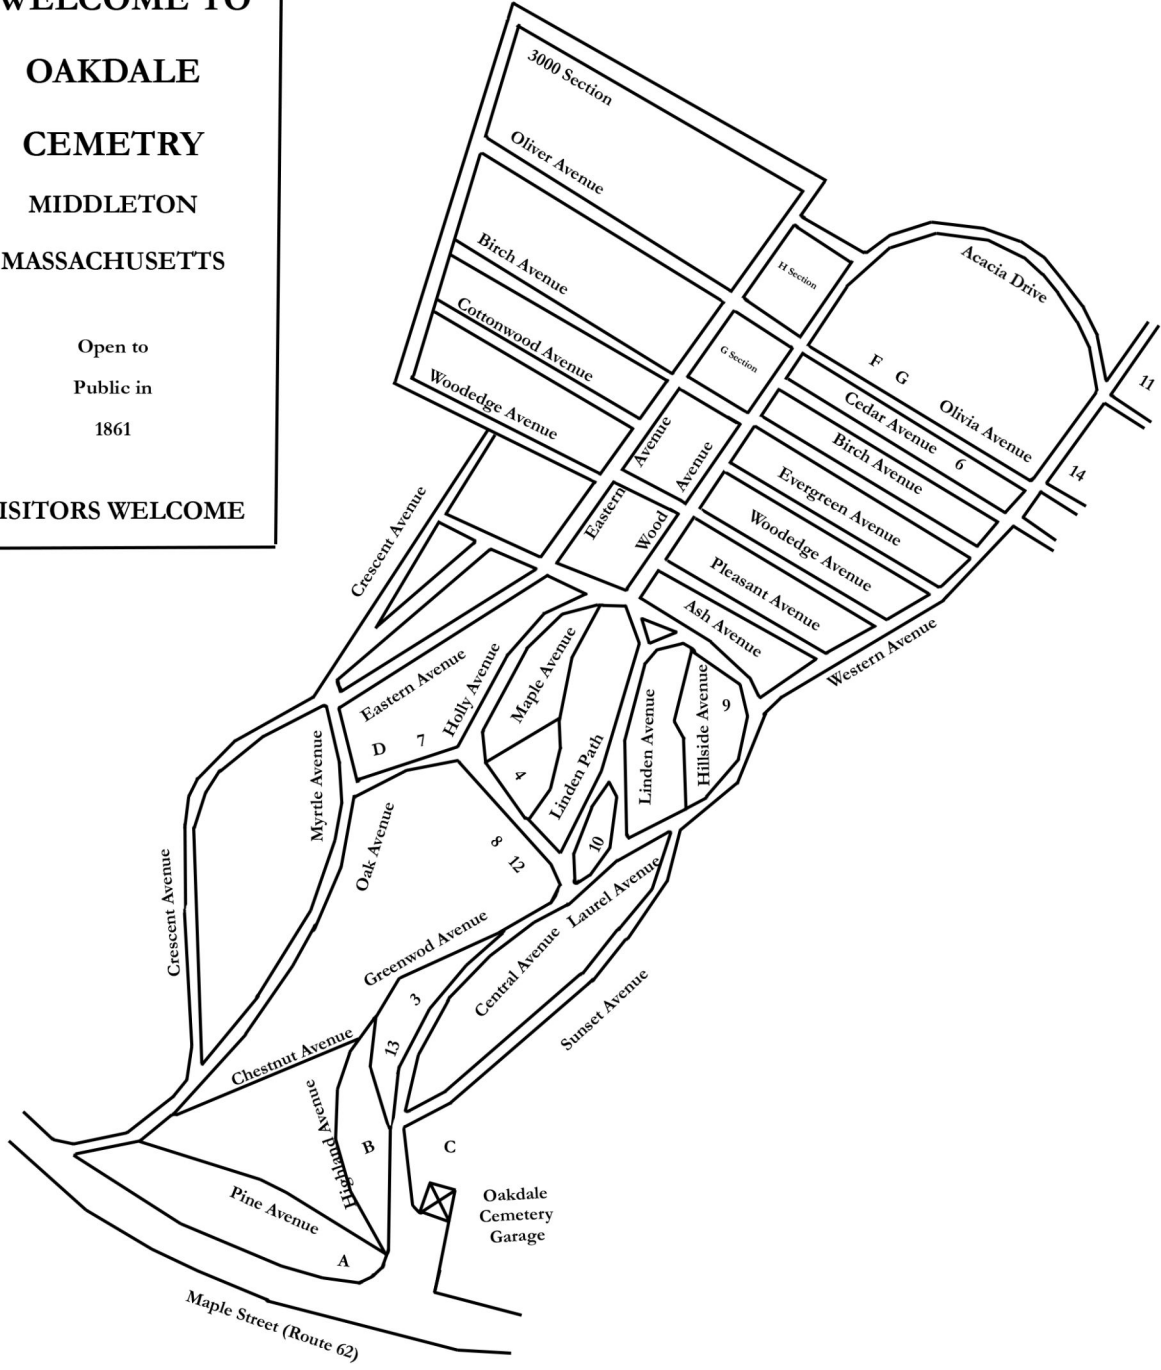 WELCOME TO
OAKDALE
CEMETRY
MIDDLETON
MASSACHUSETTS
Open to
Public in
1861
ISITORS WELCOME
3000 Section
Oliver Avenue
H Section
Acacia Drive
Birch Avenue
Cottonwood Avenue
G Section
F
G
Olivia Avenue
11
Woodedge Avenue
Avenue
Avenue
Cedar Avenue
6
14
Birch Avenue
Eastern
Wood
Evergreen Avenue
Woodedge Avenue
Crescent Avenue
Pleasant Avenue
Ash Avenue
Western Avenue
Eastern Avenue
Holly Avenue
Maple Avenue
Linden Avenue
Hillside Avenue
9
D
7
4
Linden Path
Myrtle Avenue
Oak Avenue
8
12
10
Crescent Avenue
Laurel Avenue
Greenwod Avenue
Central Avenue
3
Sunset Avenue
13
Chestnut Avenue
Highland Avenue
B
C
Pine Avenue
Oakdale
Cemetery
Garage
A
Maple Street (Route 62)